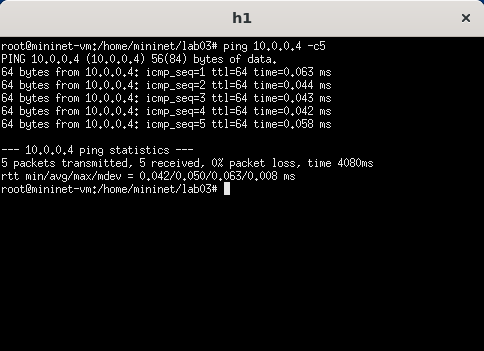 h1
root@mininet-vm:/home/mininet/lab03# ping 10.0.0.4 -c5
PING 10.0.0.4 (10.0.0.4) 56(84) bytes of data.
64 bytes from 10.0.0.4: icmp_seq=1 ttl=64 time=0.063 ms
64 bytes from 10.0.0.4: icmp_seq=2 ttl=64 time=0.044 ms
64 bytes from 10.0.0.4: icmp_seq=3 ttl=64 time=0.043 ms
64 bytes from 10.0.0.4: icmp_seq=4 ttl=64 time=0.042 ms
64 bytes from 10.0.0.4: icmp_seq=5 ttl=64 time=0.058 ms
--- 10.0.0.4 ping statistics ---
5 packets transmitted, 5 received, 0% packet loss, time 4080ms
rtt min/avg/max/mdev = 0.042/0.050/0.063/0.008 ms
root@mininet-vm:/home/mininet/lab03#